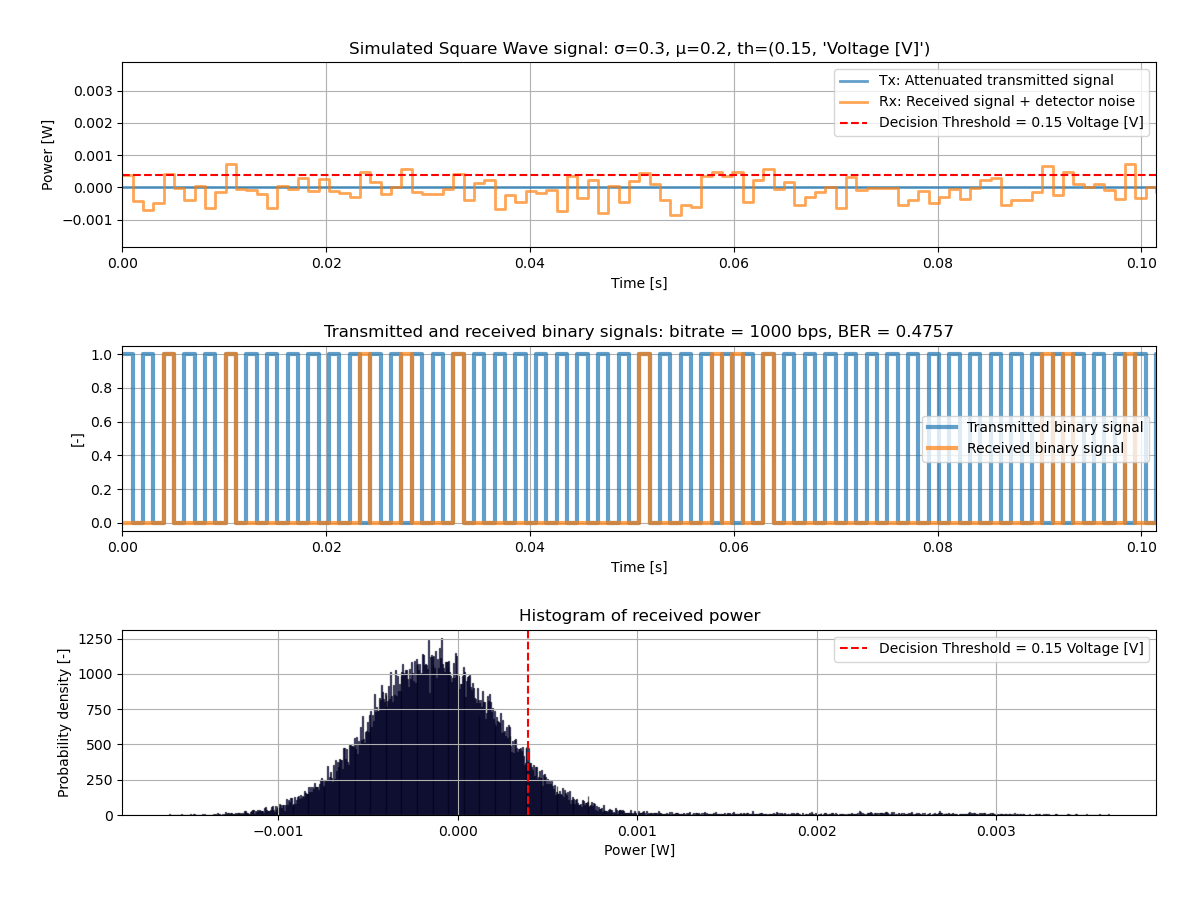 Simulated Square Wave signal: σ=0.3, μ=0.2, th=(0.15, 'Voltage [V]')
Power [W]
0.003
0.002
0.001
0.000
−0.001
Tx: Attenuated transmitted signal
Rx: Received signal + detector noise
Decision Threshold = 0.15 Voltage [V]
0.00 0.02 0.04 0.06 0.08 0.10
Time [s]
Transmitted and received binary signals: bitrate = 1000 bps, BER = 0.4757
[-]
1.0
0.8
0.6
0.4
0.2
0.0
Transmitted binary signal
Received binary signal
0.00 0.02 0.04 0.06 0.08 0.10
Time [s]
Histogram of received power
Probability density [-]
1250
1000
750
500
250
0
Decision Threshold = 0.15 Voltage [V]
−0.001 0.000 0.001 0.002 0.003
Power [W]